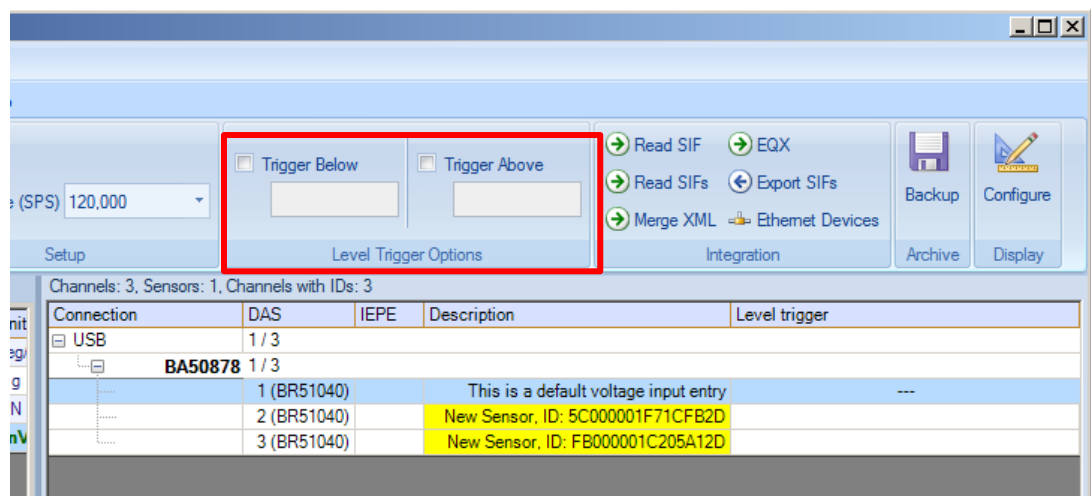 Trigger Below Trigger Above Read SIF EQX
e (SPS) 120,000 Read SIFs Export SIFs Backup Configure
Merge XML Ethernet Devices
Setup Level Trigger Options Integration Archive Display
Channels: 3, Sensors: 1, Channels with IDs: 3
nit Connection DAS IEPE Description Level trigger
eg/ USB 1 / 3
g BA50878 1 / 3
N 1 (BR51040) This is a default voltage input entry ---
mV 2 (BR51040) New Sensor, ID: 5C000001F71CFB2D
3 (BR51040) New Sensor, ID: FB000001C205A12D